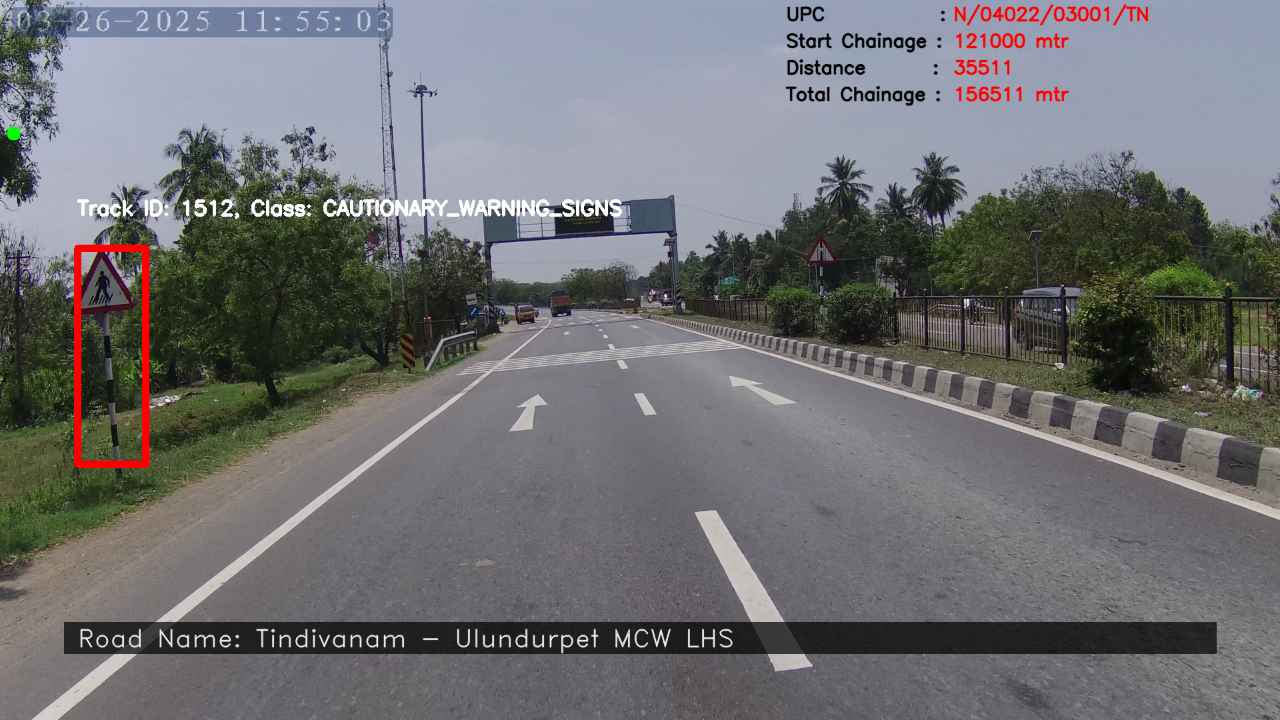 03-26-2025 11:55:03
UPC : N/04022/03001/TN
Start Chainage : 121000 mtr
Distance : 35511
Total Chainage : 156511 mtr
Track ID: 1512, Class: CAUTIONARY_WARNING_SIGNS
Road Name: Tindivanam - Ulundurpet MCW LHS